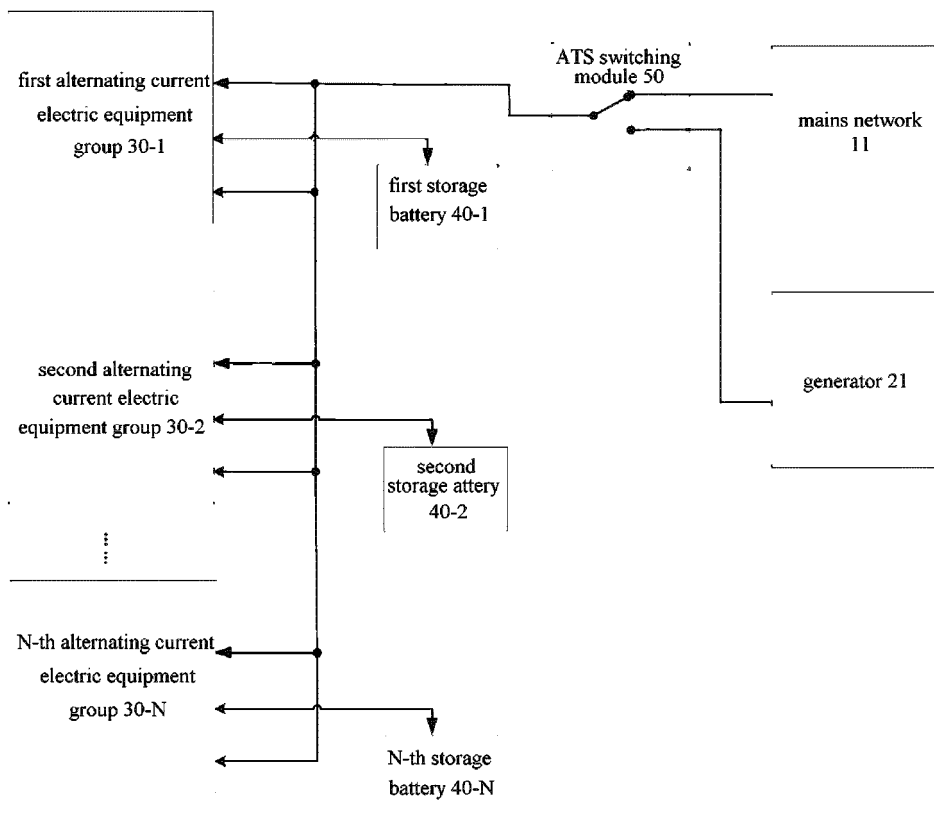 ATS switching
module 50
first alternating current
electric equipment
group 30-1
mains network
11
first storage
battery 40-1
second alternating
current electric
equipment group 30-2
generator 21
second
storage attery
40-2
N-th alternating current
electric equipment
group 30-N
N-th storage
battery 40-N